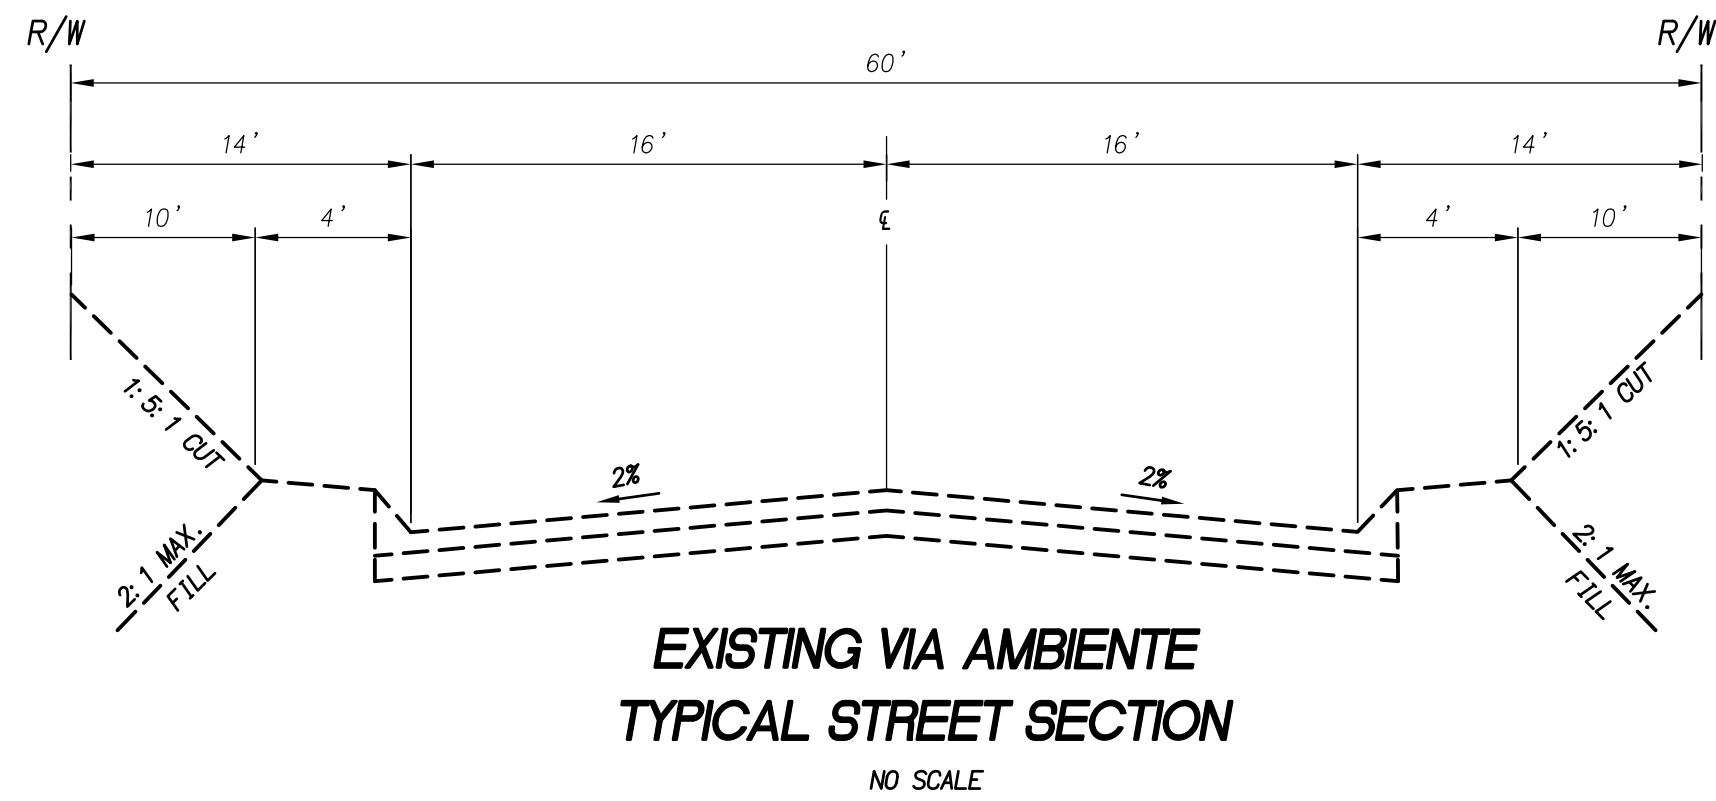 R/W
R/W
60'
14'
16'
16'
14'
10'
4'
℄
4'
10'
1:5:1 CUT
2%
2%
1:5:1 CUT
2:1 MAX.
FILL
2:1 MAX.
FILL
EXISTING VIA AMBIENTE
TYPICAL STREET SECTION
NO SCALE